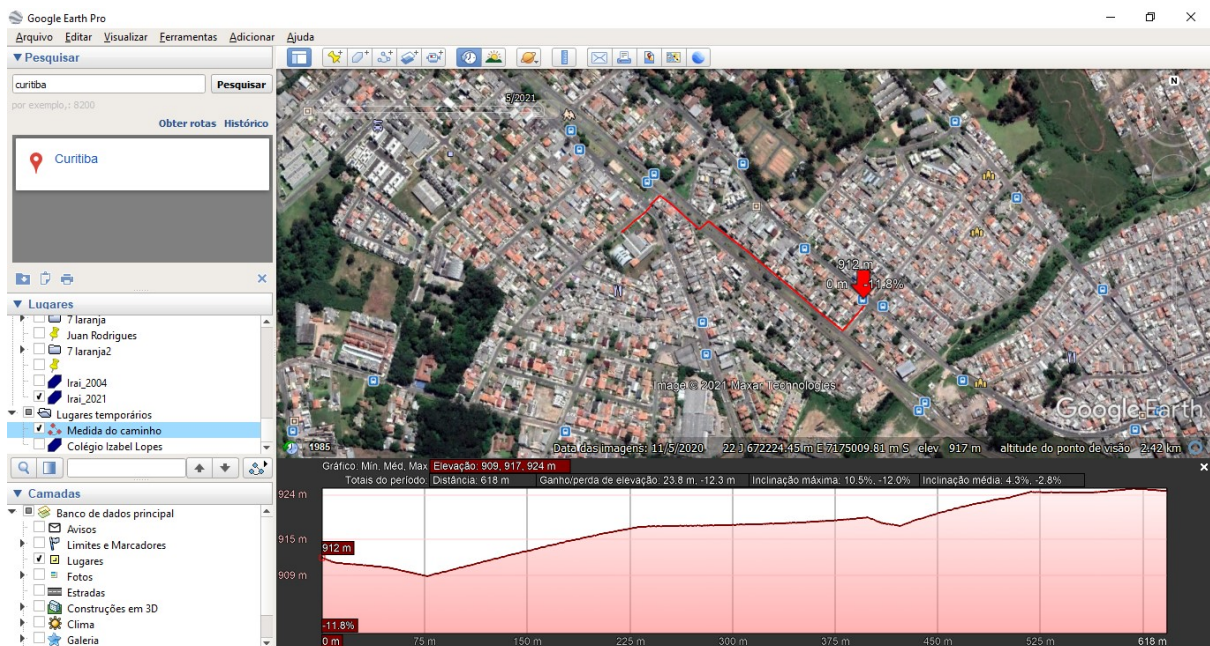 Google Earth Pro
Arquivo Editar Visualizar Ferramentas Adicionar Ajuda
Pesquisar
curitiba
Pesquisar
por exemplo,: 8200
Obter rotas Histórico
Curitiba
Lugares
7 laranja
Juan Rodrigues
7 laranja2
Irai_2004
Irai_2021
Lugares temporários
Medida do caminho
Colégio Izabel Lopes
Camadas
Banco de dados principal
Avisos
Limites e Marcadores
Lugares
Fotos
Estradas
Construções em 3D
Clima
Galeria
5/2021
N
912 m
0 m -11.8%
Image © 2021 Maxar Technologies
Google Earth
1985
Data das imagens: 11/5/2020 22 J 672224.45 m E 7175009.81 m S elev 917 m altitude do ponto de visão 2.42 km
Gráfico: Mín, Méd, Max Elevação: 909, 917, 924 m
Totais do período: Distância: 618 m Ganho/perda de elevação: 23.8 m, -12.3 m Inclinação máxima: 10.5%, -12.0% Inclinação média: 4.3%, -2.8%
924 m
915 m
912 m
909 m
-11.8%
0 m 75 m 150 m 225 m 300 m 375 m 450 m 525 m 618 m